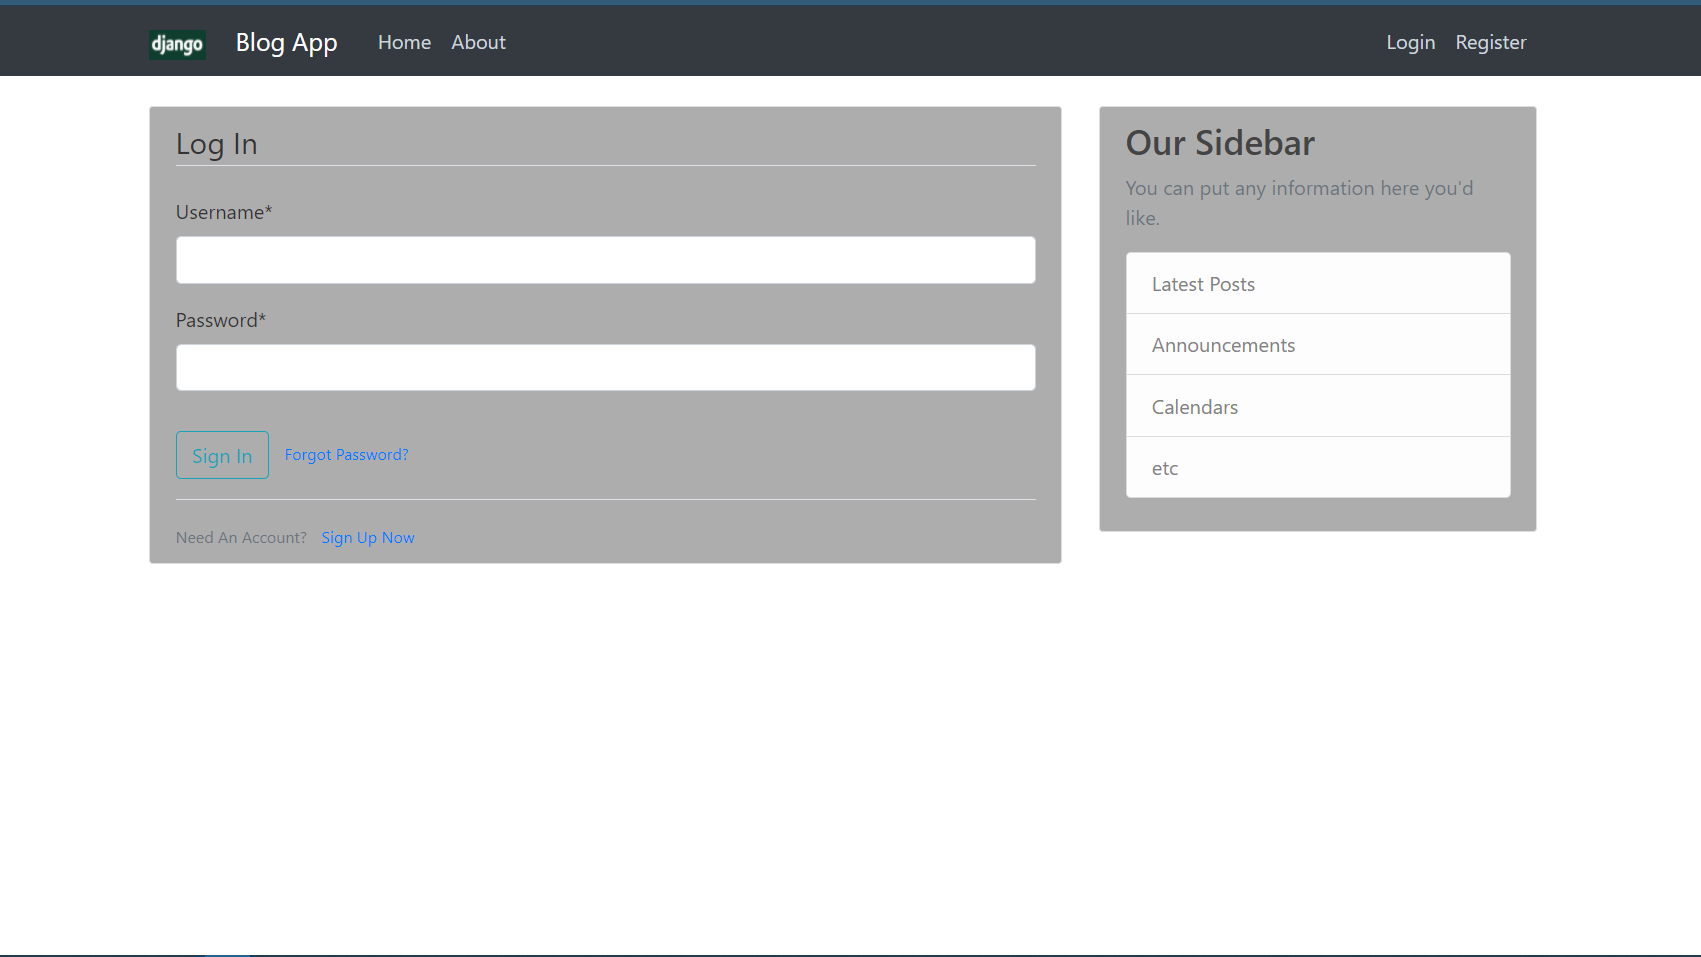 django Blog App Home About Login Register
Log In
Username*
Password*
Sign In Forgot Password?
Need An Account? Sign Up Now
Our Sidebar
You can put any information here you'd
like.
Latest Posts
Announcements
Calendars
etc